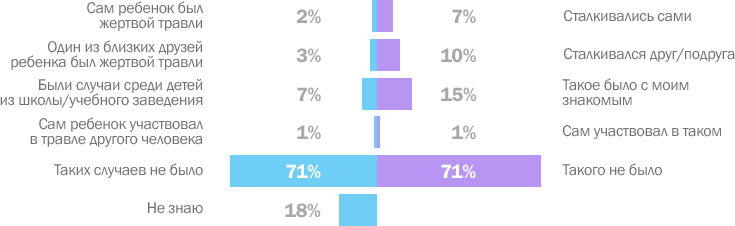 Сам ребенок был
жертвой травли
2%
7%
Сталкивались сами
Один из близких друзей
ребенка был жертвой травли
3%
10%
Сталкивался друг/подруга
Были случаи среди детей
из школы/учебного заведения
7%
15%
Такое было с моим
знакомым
Сам ребенок участвовал
в травле другого человека
1%
1%
Сам участвовал в таком
Таких случаев не было
71%
71%
Такого не было
Не знаю
18%